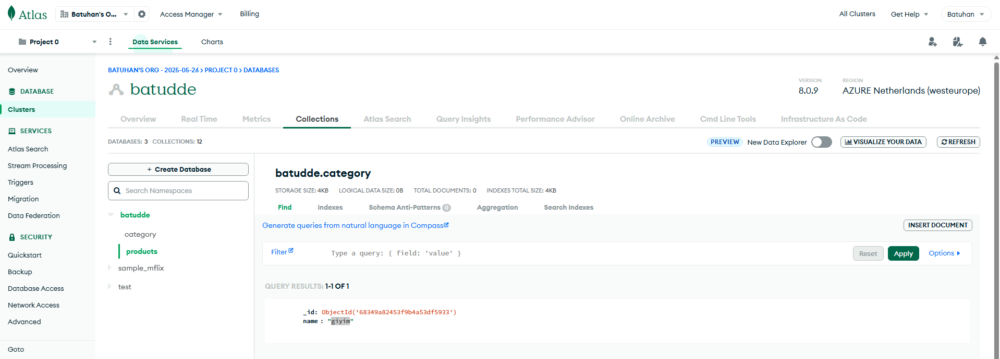 Atlas
Batuhan's O...
Access Manager
Billing
All Clusters
Get Help
Batuhan
Project 0
Data Services
Charts
Overview
DATABASE
Clusters
SERVICES
Atlas Search
Stream Processing
Triggers
Migration
Data Federation
SECURITY
Quickstart
Backup
Database Access
Network Access
Advanced
Goto
BATUHAN'S ORG - 2025-05-26 > PROJECT 0 > DATABASES
batudde
VERSION
8.0.9
REGION
AZURE Netherlands (westeurope)
Overview
Real Time
Metrics
Collections
Atlas Search
Query Insights
Performance Advisor
Online Archive
Cmd Line Tools
Infrastructure As Code
DATABASES: 3 COLLECTIONS: 12
PREVIEW
New Data Explorer
VISUALIZE YOUR DATA
REFRESH
+ Create Database
Search Namespaces
batudde
category
products
sample_mflix
test
batudde.category
STORAGE SIZE: 4KB LOGICAL DATA SIZE: 0B TOTAL DOCUMENTS: 0 INDEXES TOTAL SIZE: 4KB
Find
Indexes
Schema Anti-Patterns 0
Aggregation
Search Indexes
Generate queries from natural language in Compass
INSERT DOCUMENT
Filter
Type a query: { field: 'value' }
Reset
Apply
Options
QUERY RESULTS: 1-1 OF 1
_id: ObjectId('68349a82453f9b4a53df5933')
name : "giyim"